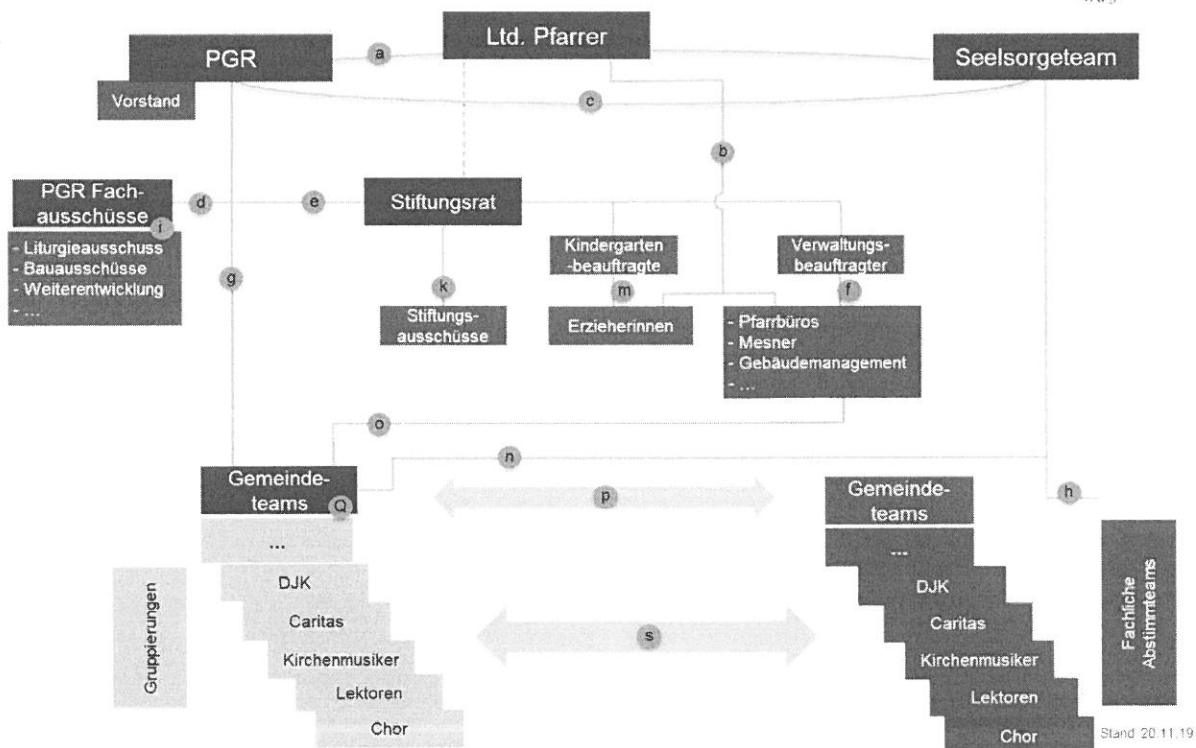 Ltd. Pfarrer
PGR
a
Seelsorgeteam
Vorstand
c
b
PGR Fach-
ausschüsse
i
d
e
Stiftungsrat
- Liturgieausschuss
- Bauausschüsse
- Weiterentwicklung
- ...
g
k
Kindergarten
-beauftragte
Verwaltungs-
beauftragter
m
f
Stiftungs-
ausschüsse
Erzieherinnen
- Pfarrbüros
- Mesner
- Gebäudemanagement
- ...
o
n
Gemeinde-
teams
Q
p
Gemeinde-
teams
h
...
...
Gruppierungen
DJK
Caritas
Kirchenmusiker
Lektoren
Chor
s
DJK
Caritas
Kirchenmusiker
Lektoren
Chor
Fachliche
Abstimmteams
Stand 20.11.19